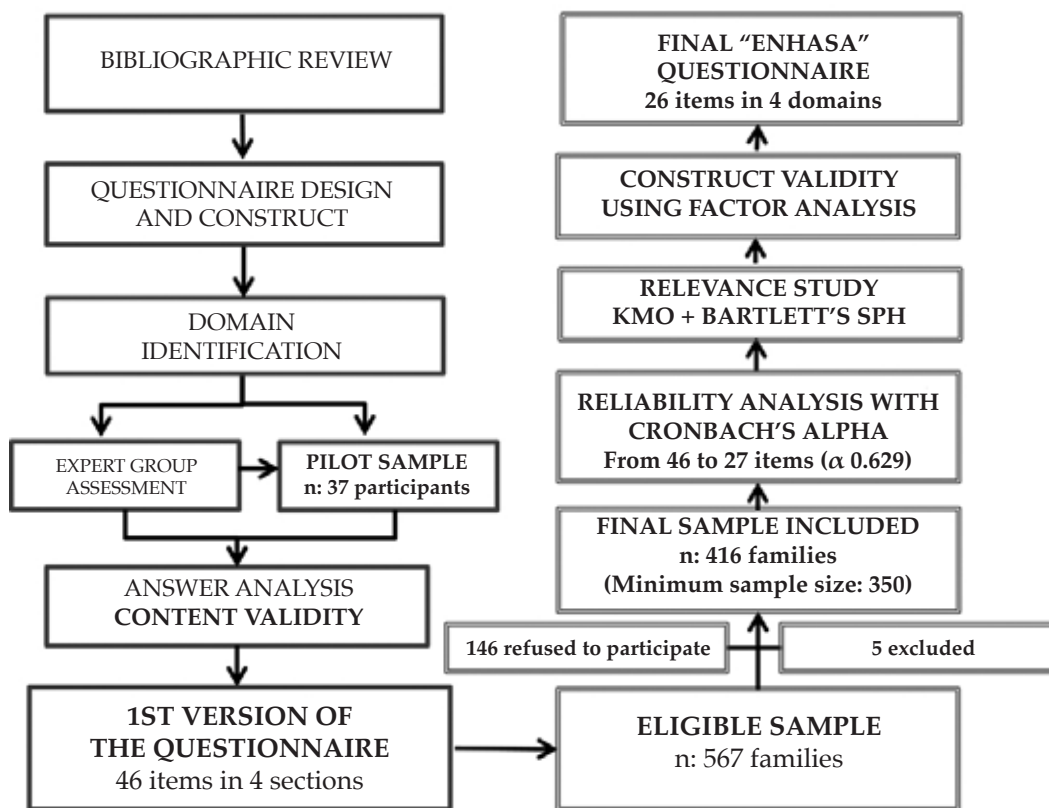 BIBLIOGRAPHIC REVIEW
QUESTIONNAIRE DESIGN
AND CONSTRUCT
DOMAIN
IDENTIFICATION
EXPERT GROUP
ASSESSMENT
PILOT SAMPLE
n: 37 participants
ANSWER ANALYSIS
CONTENT VALIDITY
1ST VERSION OF
THE QUESTIONNAIRE
46 items in 4 sections
ELIGIBLE SAMPLE
n: 567 families
146 refused to participate
5 excluded
FINAL SAMPLE INCLUDED
n: 416 families
(Minimum sample size: 350)
RELIABILITY ANALYSIS WITH
CRONBACH’S ALPHA
From 46 to 27 items (α 0.629)
RELEVANCE STUDY
KMO + BARTLETT’S SPH
CONSTRUCT VALIDITY
USING FACTOR ANALYSIS
FINAL “ENHASA”
QUESTIONNAIRE
26 items in 4 domains